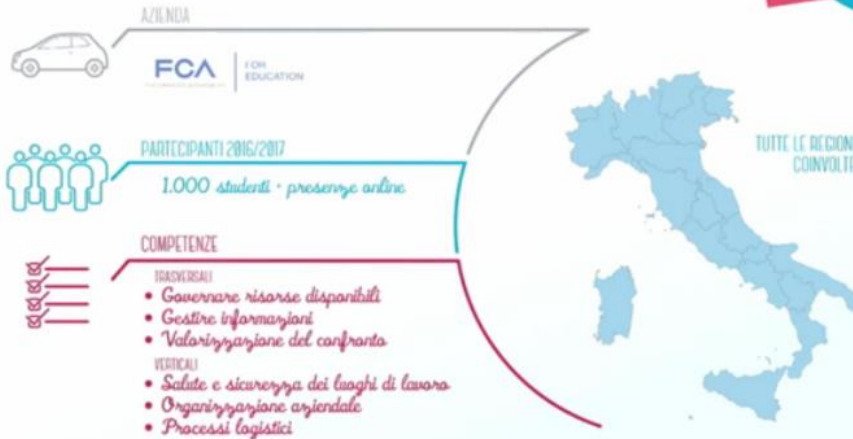 AZIENDA
FCA
EDUCATION
PARTECIPANTI 2016/2017
1.000 studenti + presenze online
COMPETENZE
TRASVERSALI
• Governare risorse disponibili
• Gestire informazioni
• Valorizzazione del confronto
VERTICALI
• Salute e sicurezza dei luoghi di lavoro
• Organizzazione aziendale
• Processi logistici
TUTTE LE REGIONI
COINVOLTE